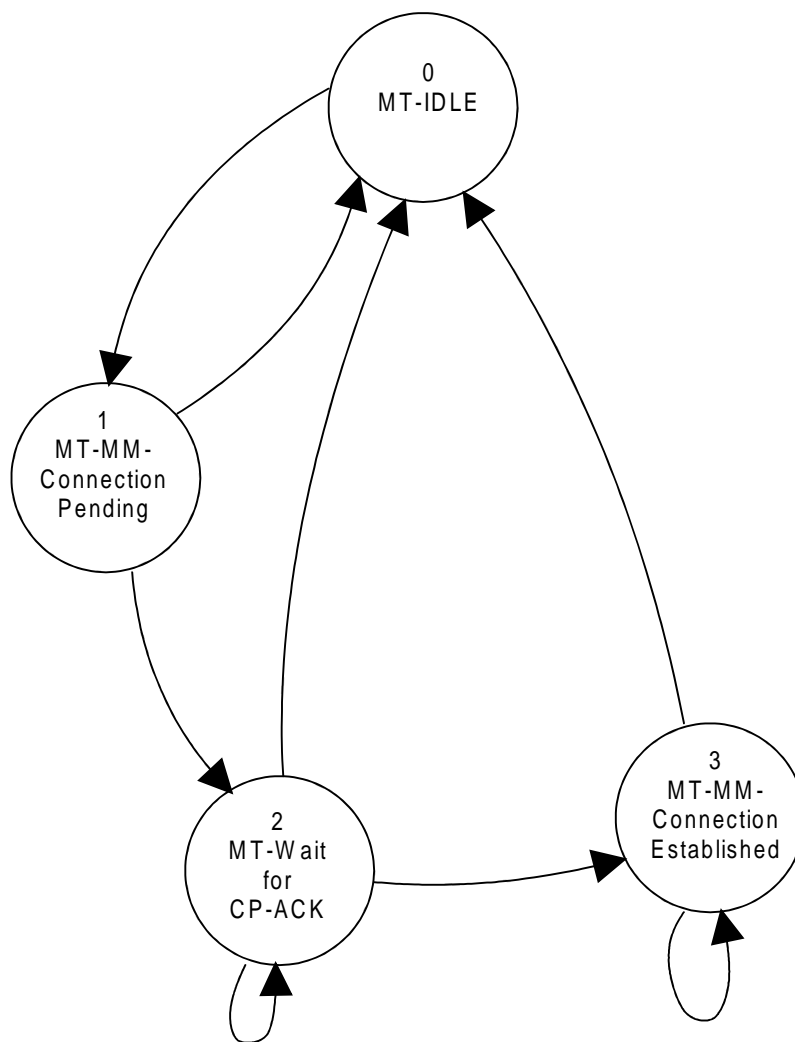 0
MT-IDLE
1
MT-MM-
Connection
Pending
2
MT-Wait
for
CP-ACK
3
MT-MM-
Connection
Established